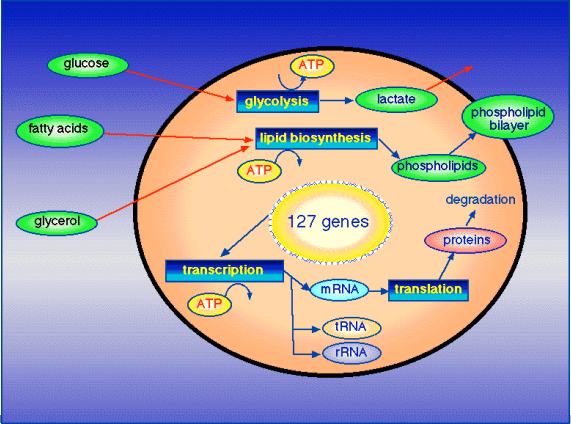 glucose
ATP
glycolysis
lactate
phospholipid
bilayer
fatty acids
lipid biosynthesis
ATP
phospholipids
degradation
glycerol
127 genes
proteins
transcription
mRNA
translation
ATP
tRNA
rRNA